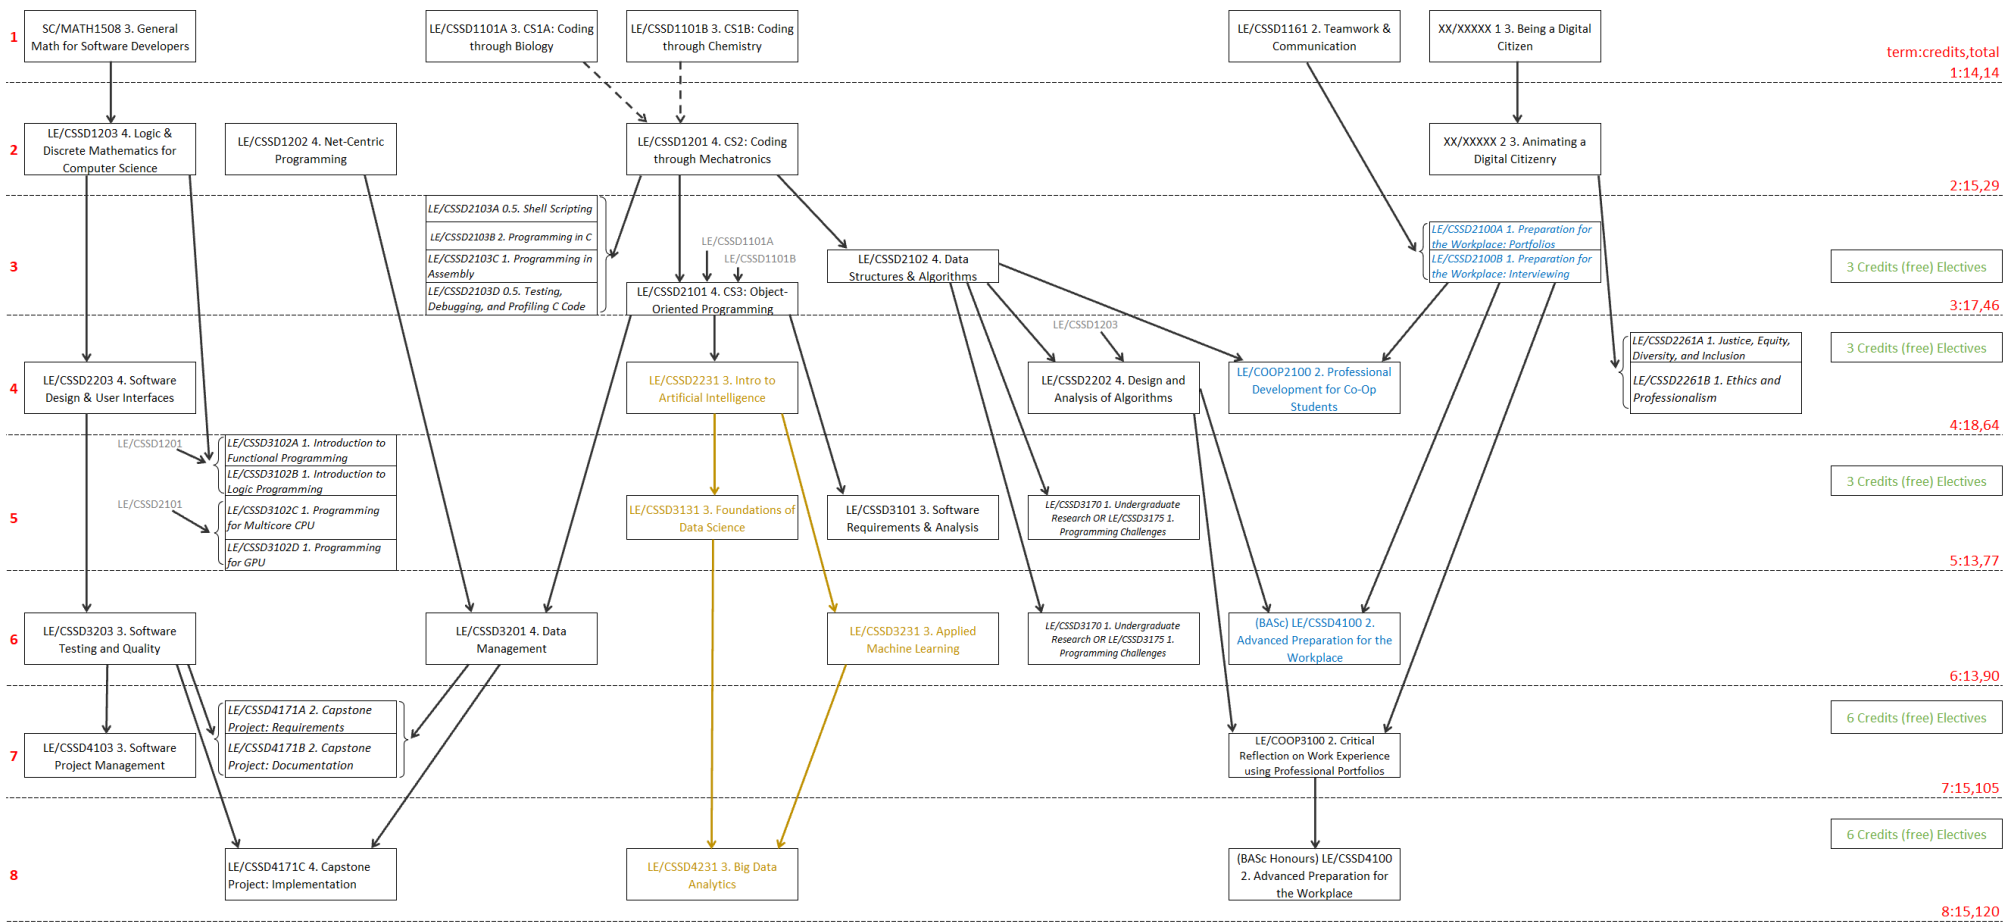 1
SC/MATH1508 3. General
Math for Software Developers
LE/CSSD1101A 3. CS1A: Coding
through Biology
LE/CSSD1101B 3. CS1B: Coding
through Chemistry
LE/CSSD1161 2. Teamwork &
Communication
XX/XXXXX 1 3. Being a Digital
Citizen
term:credits,total
1:14,14
2
LE/CSSD1203 4. Logic &
Discrete Mathematics for
Computer Science
LE/CSSD1202 4. Net-Centric
Programming
LE/CSSD1201 4. CS2: Coding
through Mechatronics
XX/XXXXX 2 3. Animating a
Digital Citizenry
2:15,29
3
LE/CSSD2103A 0.5. Shell Scripting
LE/CSSD2103B 2. Programming in C
LE/CSSD2103C 1. Programming in
Assembly
LE/CSSD2103D 0.5. Testing,
Debugging, and Profiling C Code
LE/CSSD1101A
LE/CSSD1101B
LE/CSSD2101 4. CS3: Object-
Oriented Programming
LE/CSSD2102 4. Data
Structures & Algorithms
LE/CSSD2100A 1. Preparation for
the Workplace: Portfolios
LE/CSSD2100B 1. Preparation for
the Workplace: Interviewing
3 Credits (free) Electives
3:17,46
4
LE/CSSD2203 4. Software
Design & User Interfaces
LE/CSSD2231 3. Intro to
Artificial Intelligence
LE/CSSD1203
LE/CSSD2202 4. Design and
Analysis of Algorithms
LE/COOP2100 2. Professional
Development for Co-Op
Students
LE/CSSD2261A 1. Justice, Equity,
Diversity, and Inclusion
LE/CSSD2261B 1. Ethics and
Professionalism
3 Credits (free) Electives
4:18,64
5
LE/CSSD1201
LE/CSSD2101
LE/CSSD3102A 1. Introduction to
Functional Programming
LE/CSSD3102B 1. Introduction to
Logic Programming
LE/CSSD3102C 1. Programming
for Multicore CPU
LE/CSSD3102D 1. Programming
for GPU
LE/CSSD3131 3. Foundations of
Data Science
LE/CSSD3101 3. Software
Requirements & Analysis
LE/CSSD3170 1. Undergraduate
Research OR LE/CSSD3175 1.
Programming Challenges
3 Credits (free) Electives
5:13,77
6
LE/CSSD3203 3. Software
Testing and Quality
LE/CSSD3201 4. Data
Management
LE/CSSD3231 3. Applied
Machine Learning
LE/CSSD3170 1. Undergraduate
Research OR LE/CSSD3175 1.
Programming Challenges
(BASc) LE/CSSD4100 2.
Advanced Preparation for the
Workplace
6:13,90
7
LE/CSSD4103 3. Software
Project Management
LE/CSSD4171A 2. Capstone
Project: Requirements
LE/CSSD4171B 2. Capstone
Project: Documentation
LE/COOP3100 2. Critical
Reflection on Work Experience
using Professional Portfolios
6 Credits (free) Electives
7:15,105
8
LE/CSSD4171C 4. Capstone
Project: Implementation
LE/CSSD4231 3. Big Data
Analytics
(BASc Honours) LE/CSSD4100
2. Advanced Preparation for
the Workplace
6 Credits (free) Electives
8:15,120